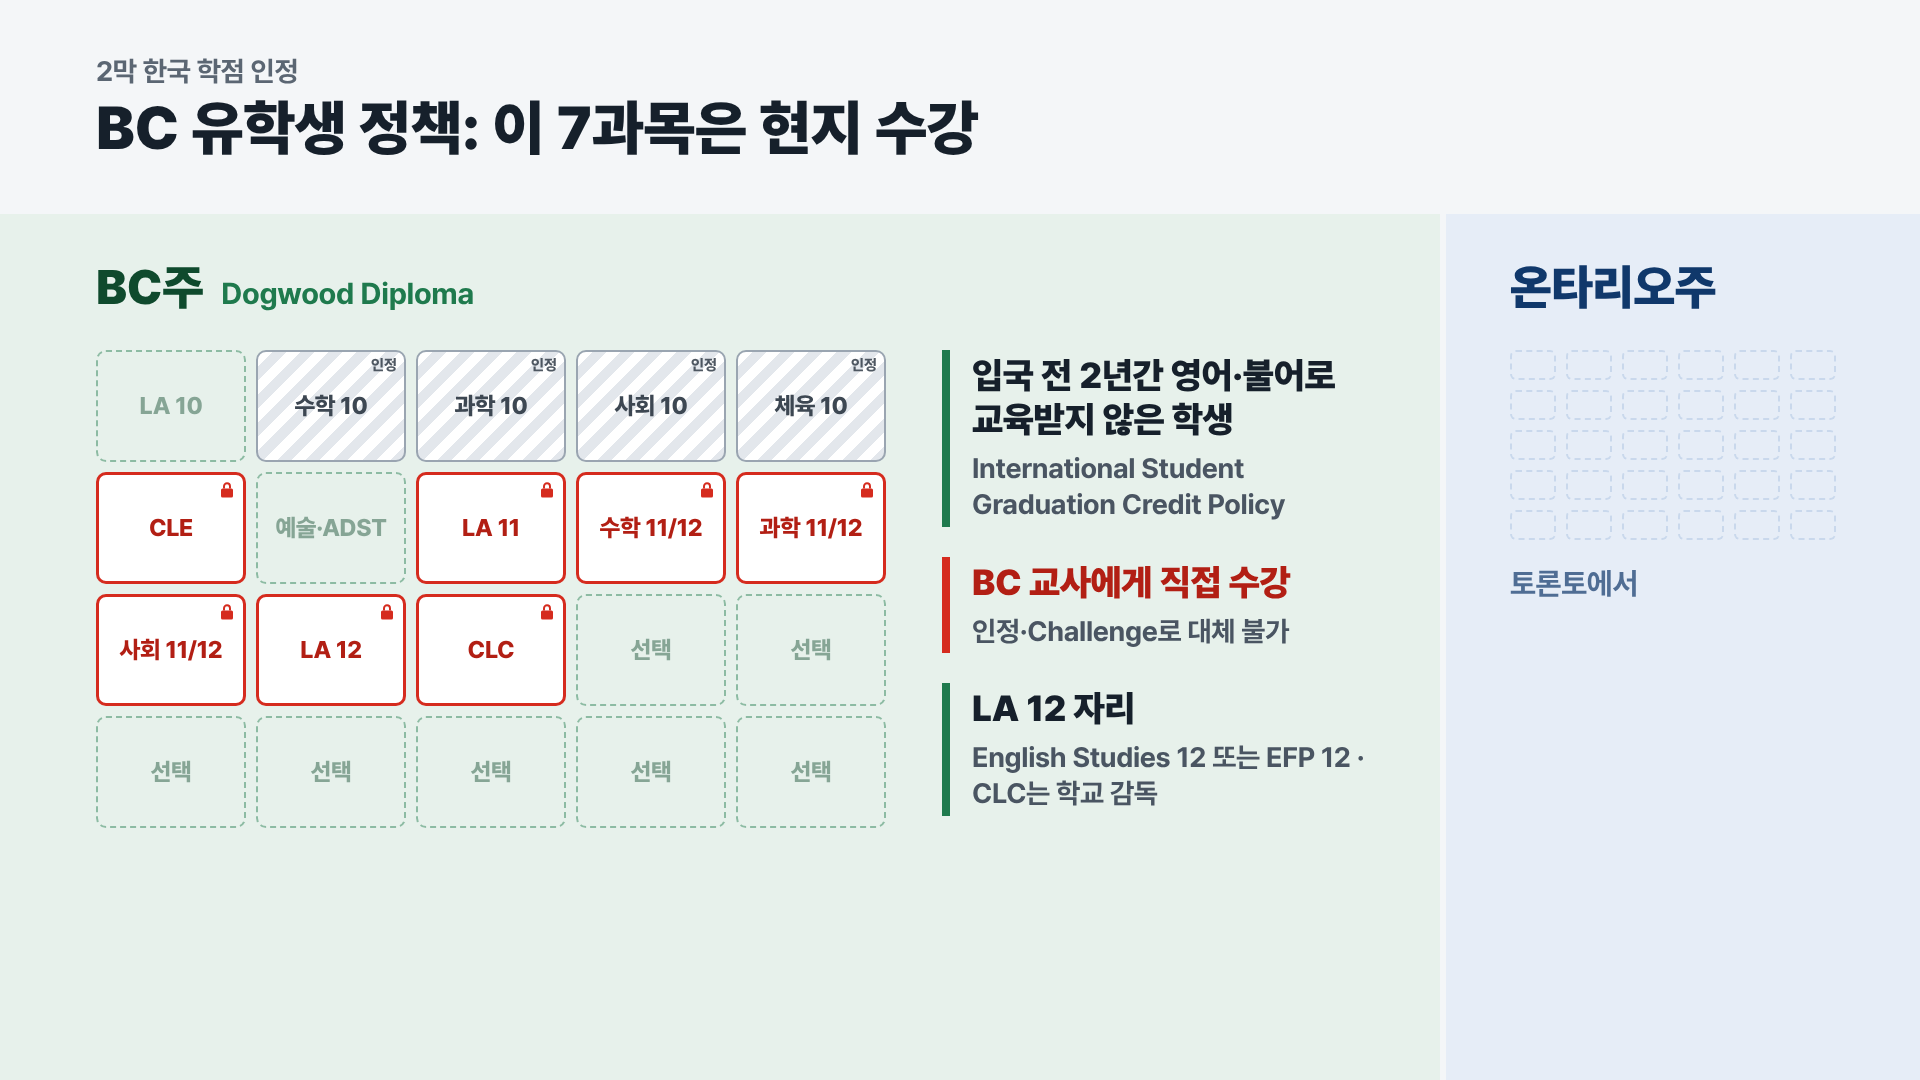 2막 한국 학점 인정
BC 유학생 정책: 이 7과목은 현지 수강
BC주 Dogwood Diploma
LA 10
인정
수학 10
인정
과학 10
인정
사회 10
인정
체육 10
CLE
예술·ADST
LA 11
수학 11/12
과학 11/12
사회 11/12
LA 12
CLC
선택
선택
선택
선택
선택
선택
선택
입국 전 2년간 영어·불어로
교육받지 않은 학생
International Student
Graduation Credit Policy
BC 교사에게 직접 수강
인정·Challenge로 대체 불가
LA 12 자리
English Studies 12 또는 EFP 12 ·
CLC는 학교 감독
온타리오주
토론토에서